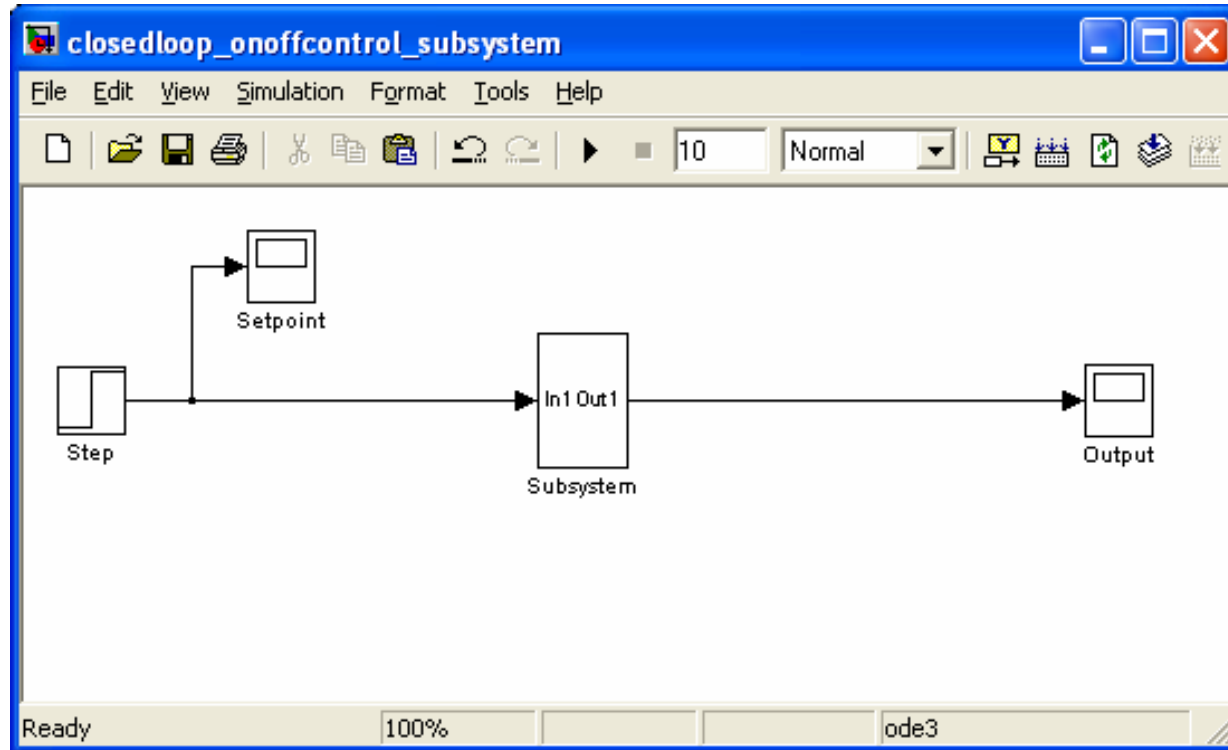 closedloop_onoffcontrol_subsystem
File Edit View Simulation Format Tools Help
10 Normal
Setpoint
In1 Out1
Step
Output
Subsystem
Ready 100% ode3